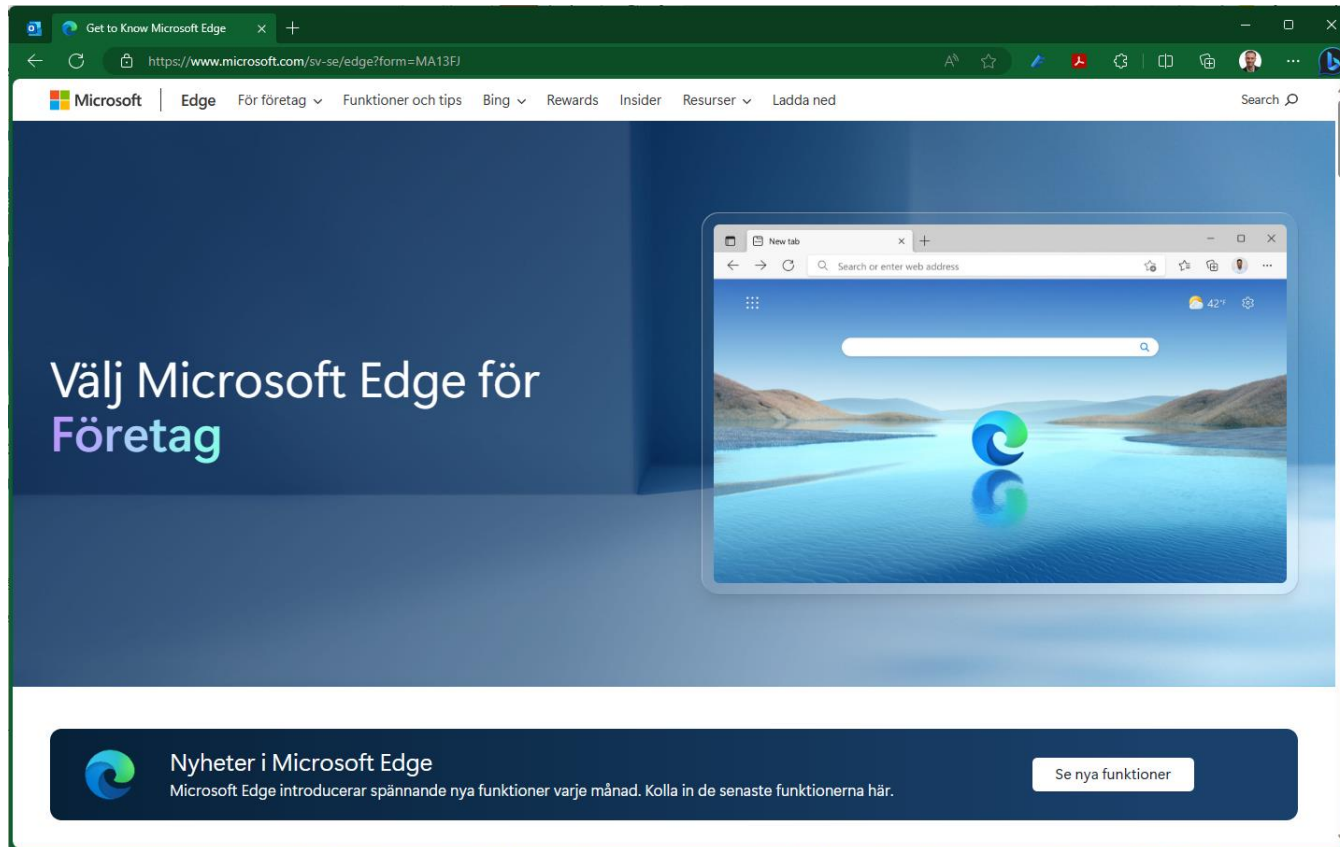 Get to Know Microsoft Edge
https://www.microsoft.com/sv-se/edge?form=MA13FJ
Microsoft Edge För företag Funktioner och tips Bing Rewards Insider Resurser Ladda ned Search
New tab
Search or enter web address
42°F
Välj Microsoft Edge för
Företag
Nyheter i Microsoft Edge
Microsoft Edge introducerar spännande nya funktioner varje månad. Kolla in de senaste funktionerna här.
Se nya funktioner